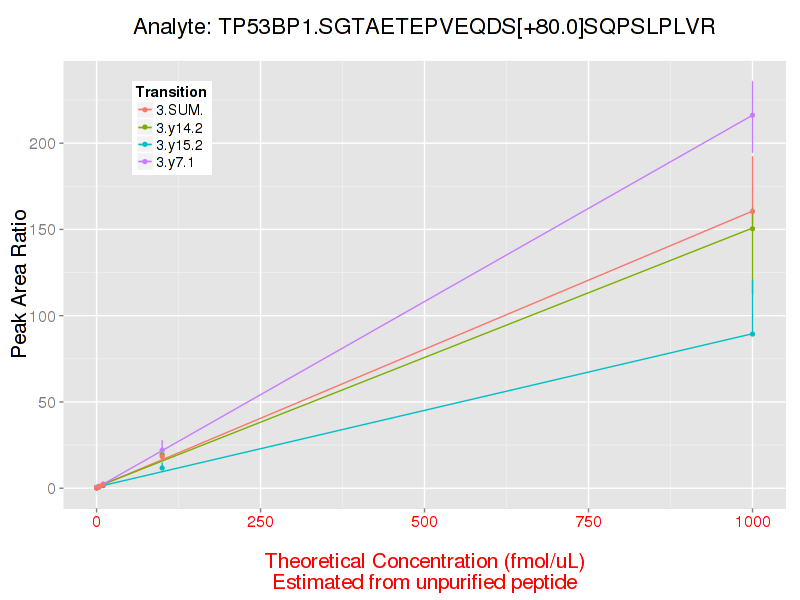 Analyte: TP53BP1.SGTAETEPVEQDS[+80.0]SQPSLPLVR
Transition
3.SUM.
3.y14.2
3.y15.2
3.y7.1
Peak Area Ratio
200
150
100
50
0
0 250 500 750 1000
Theoretical Concentration (fmol/uL)
Estimated from unpurified peptide